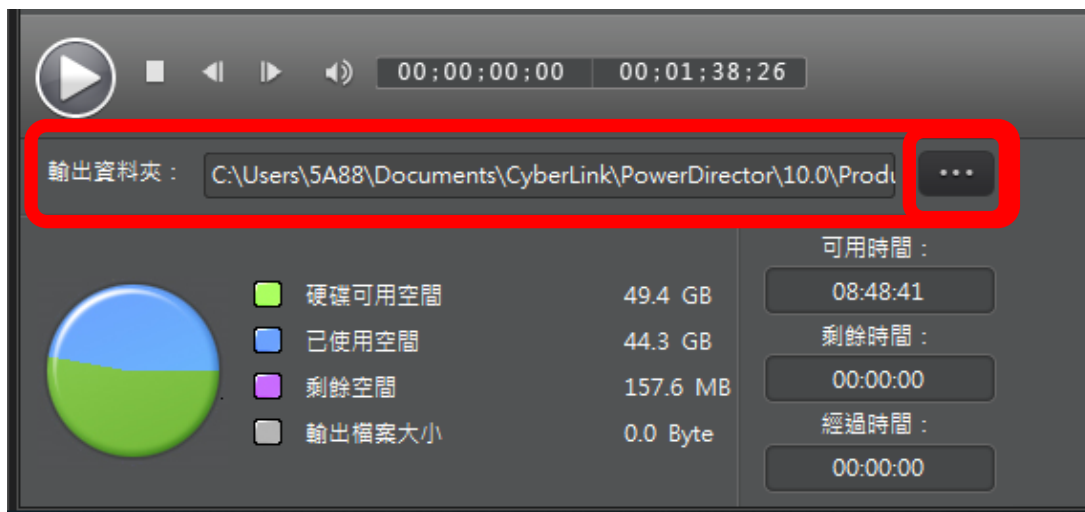 00;00;00;00 00;01;38;26
輸出資料夾： C:\Users\5A88\Documents\CyberLink\PowerDirector\10.0\Produ ...
可用時間：
硬碟可用空間 49.4 GB 08:48:41
已使用空間 44.3 GB 剩餘時間：
剩餘空間 157.6 MB 00:00:00
輸出檔案大小 0.0 Byte 經過時間：
00:00:00